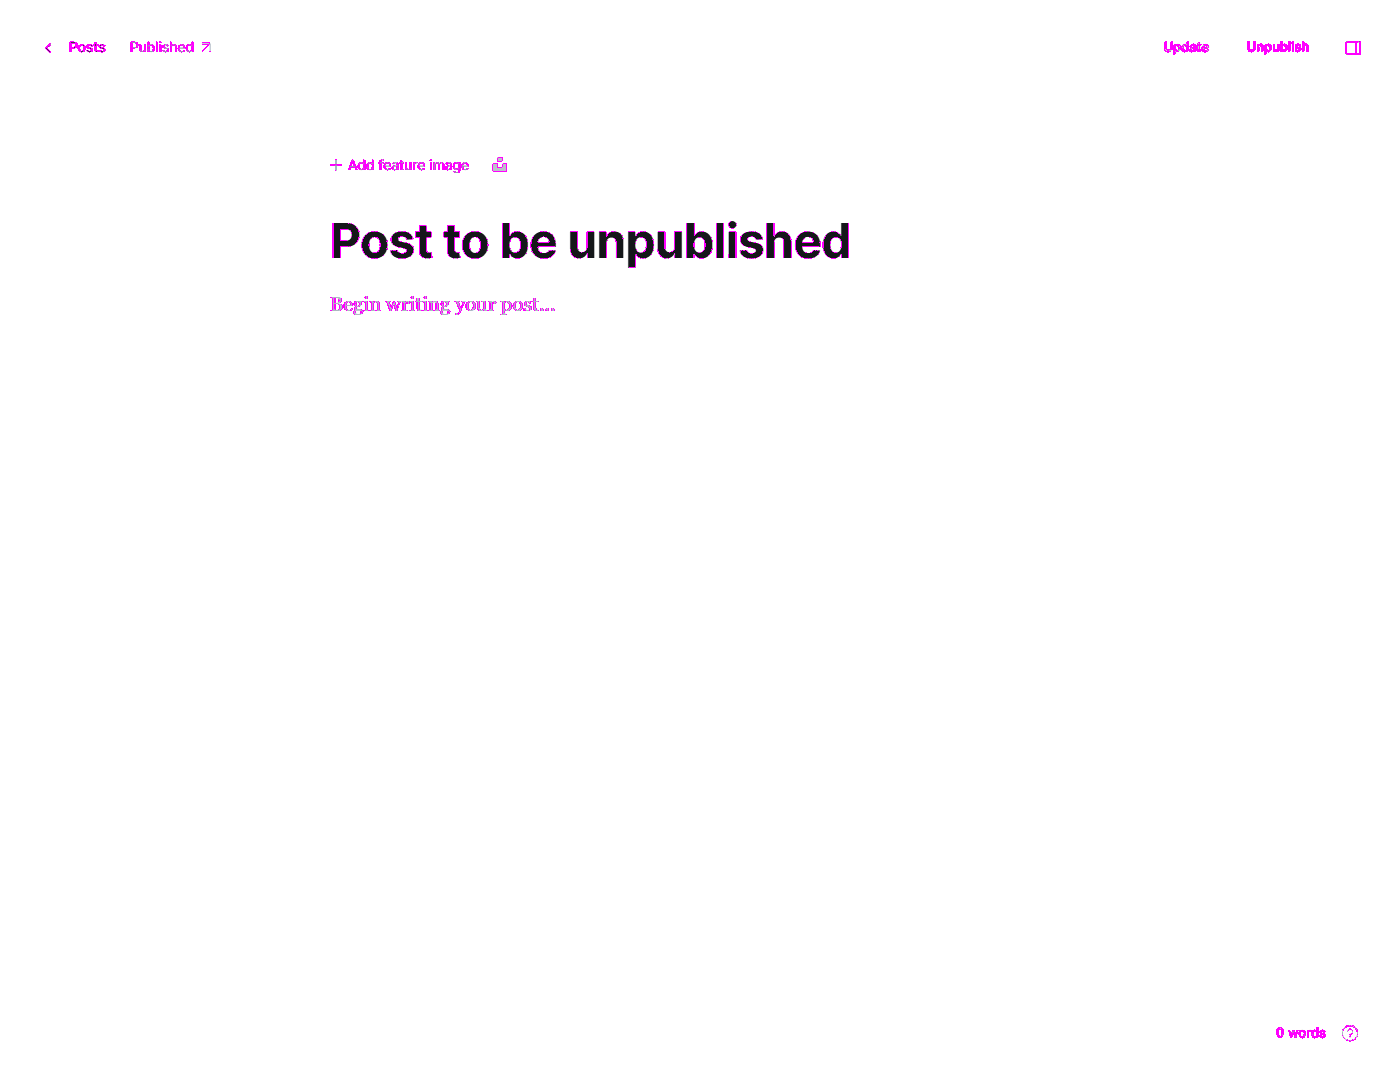 Posts Published
Update Unpublish
Add feature image
Post to be unpublished
Begin writing your post...
0 words